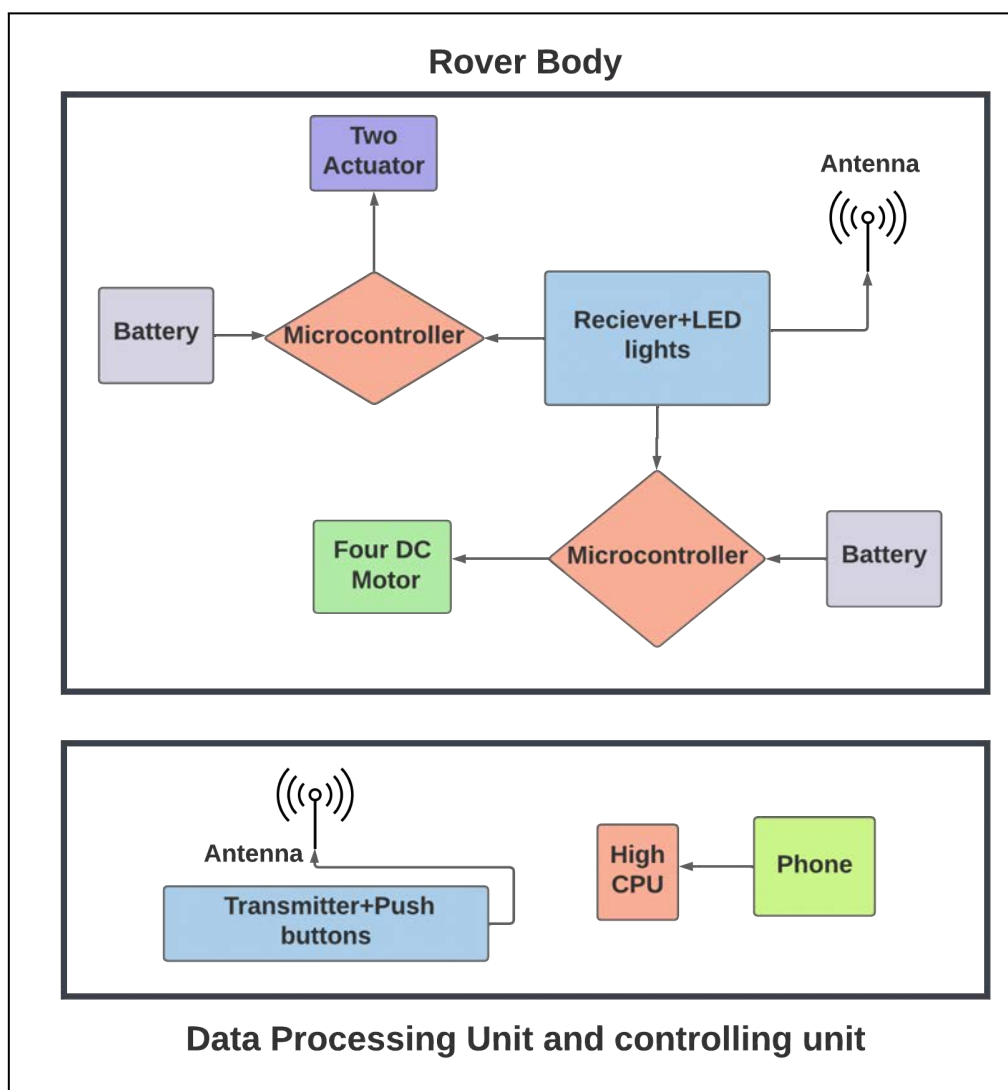 Rover Body
Two
Actuator
Antenna
Battery
Microcontroller
Reciever+LED
lights
Four DC
Motor
Microcontroller
Battery
Antenna
Transmitter+Push
buttons
High
CPU
Phone
Data Processing Unit and controlling unit